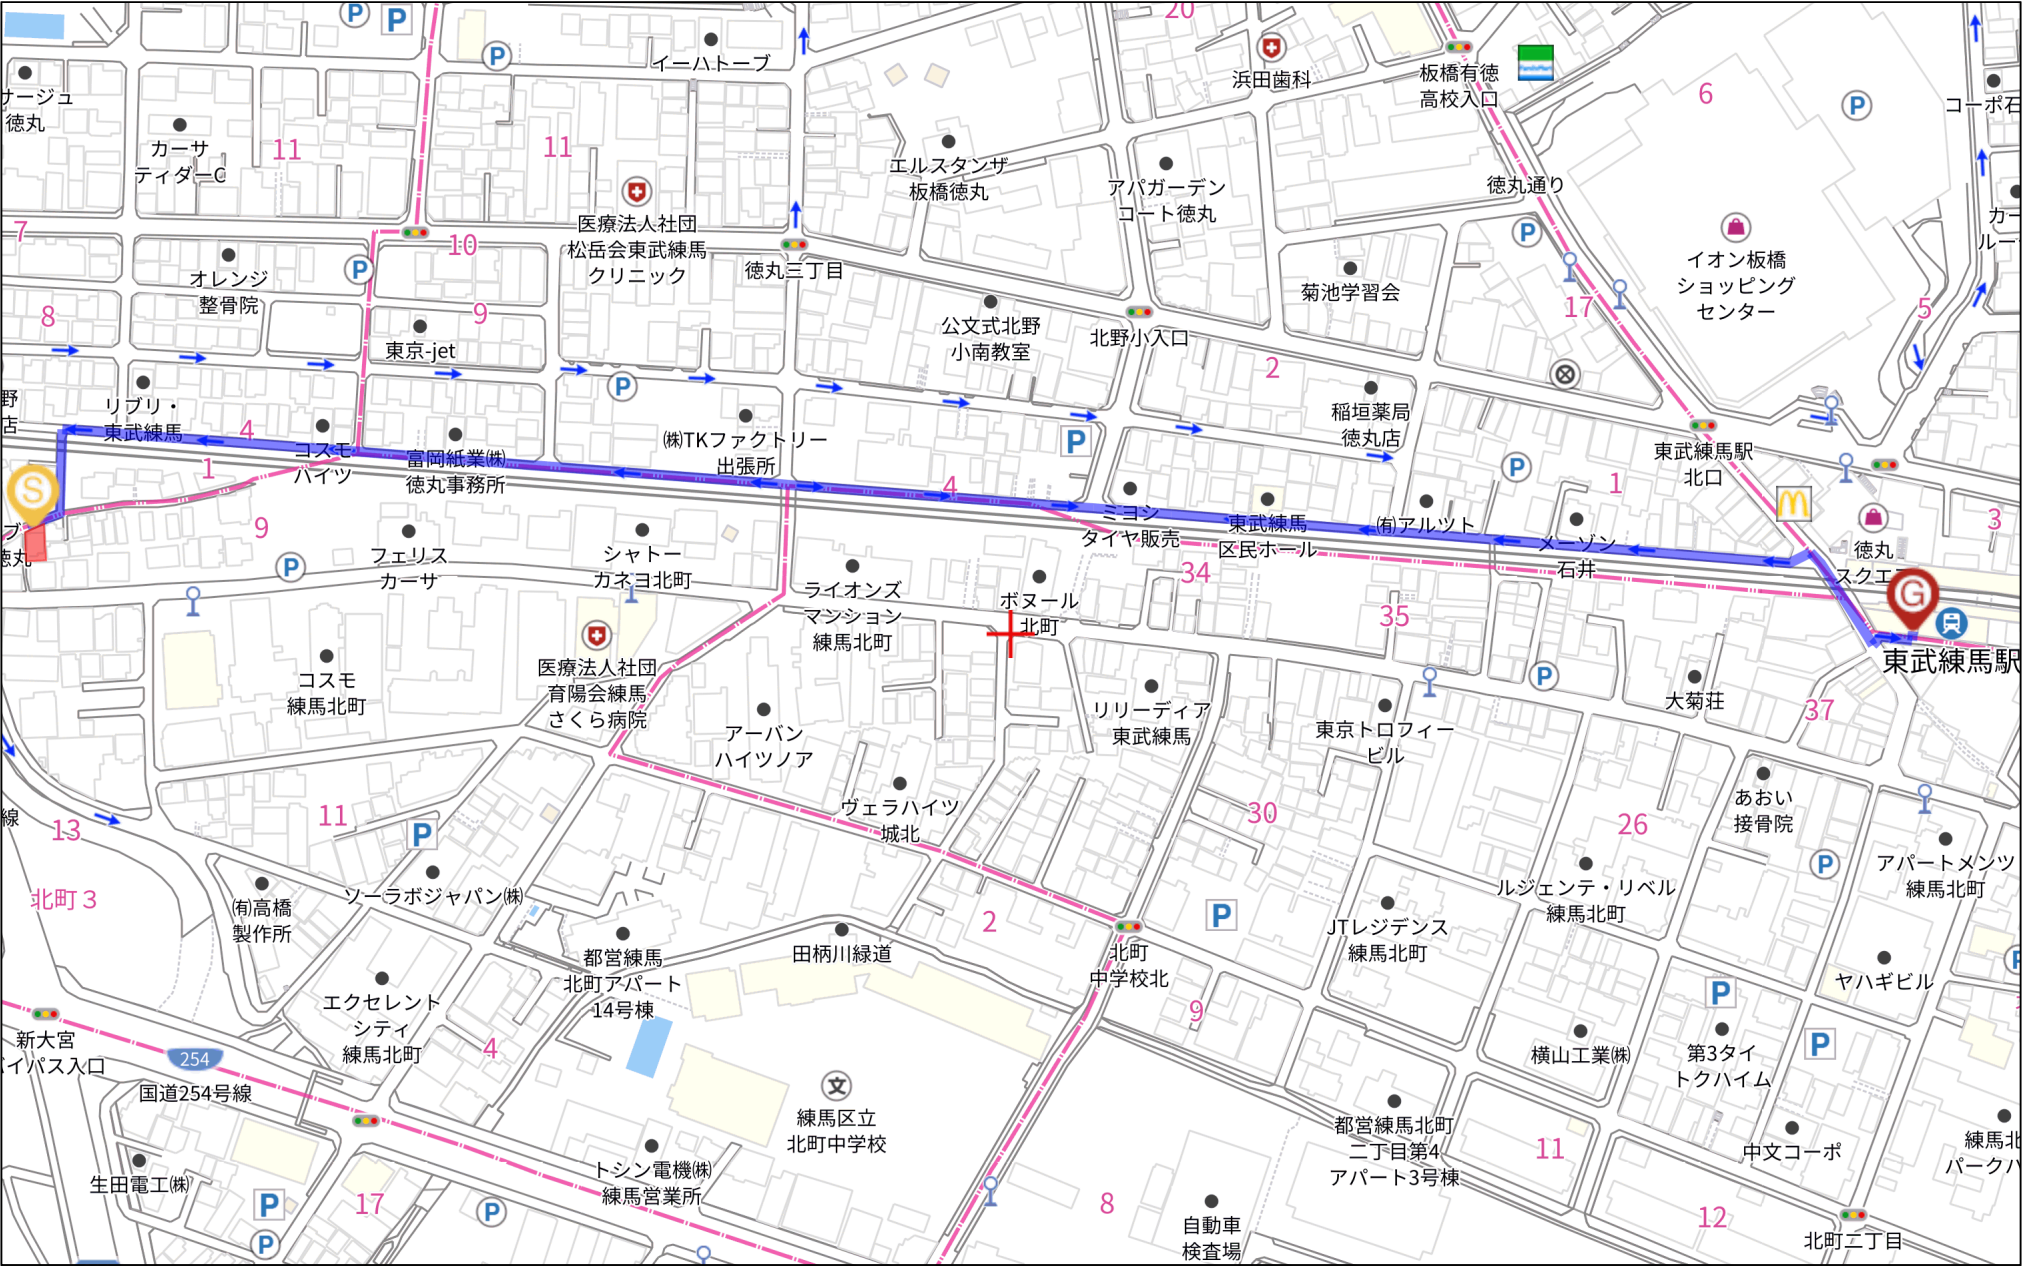 20
イーハトーブ
浜田歯科
板橋有徳
高校入口
FamilyMart
6
サージュ
徳丸
コーポ石
カーサ
ティダーC
11
11
エルスタンザ
板橋徳丸
アパガーデン
コート徳丸
徳丸通り
7
10
医療法人社団
松岳会東武練馬
クリニック
徳丸三丁目
カー
ルー
イオン板橋
ショッピング
センター
オレンジ
整骨院
菊池学習会
8
9
17
5
東京-jet
公文式北野
小南教室
北野小入口
2
野
店
リブリ・
東武練馬
4
コスモ
ハイツ
富岡紙業㈱
徳丸事務所
㈱TKファクトリー
出張所
稲垣薬局
徳丸店
東武練馬駅
北口
1
1
4
S
ミヨシ
タイヤ販売
東武練馬
区民ホール
㈲アルツト
メーゾン
石井
徳丸
スクエア
3
ブ
徳丸
9
フェリス
カーサ
シャトー
カネヨ北町
ライオンズ
マンション
練馬北町
ボヌール
北町
34
35
G
東武練馬駅
医療法人社団
育陽会練馬
さくら病院
コスモ
練馬北町
アーバン
ハイツノア
リリーディア
東武練馬
東京トロフィー
ビル
大菊荘
37
線
13
11
ヴェラハイツ
城北
30
26
あおい
接骨院
アパートメンツ
練馬北町
北町 3
㈲高橋
製作所
ソーラボジャパン㈱
2
ルジェンテ・リベル
練馬北町
JTレジデンス
練馬北町
都営練馬
北町アパート
14号棟
田柄川緑道
北町
中学校北
ヤハギビル
エクセレント
シティ
練馬北町
4
9
新大宮
バイパス入口
254
国道254号線
横山工業㈱
第3タイ
トクハイム
文
練馬区立
北町中学校
都営練馬北町
二丁目第4
アパート3号棟
11
中文コーポ
練馬北
パークハ
生田電工㈱
17
トシン電機㈱
練馬営業所
8
自動車
検査場
12
北町二丁目